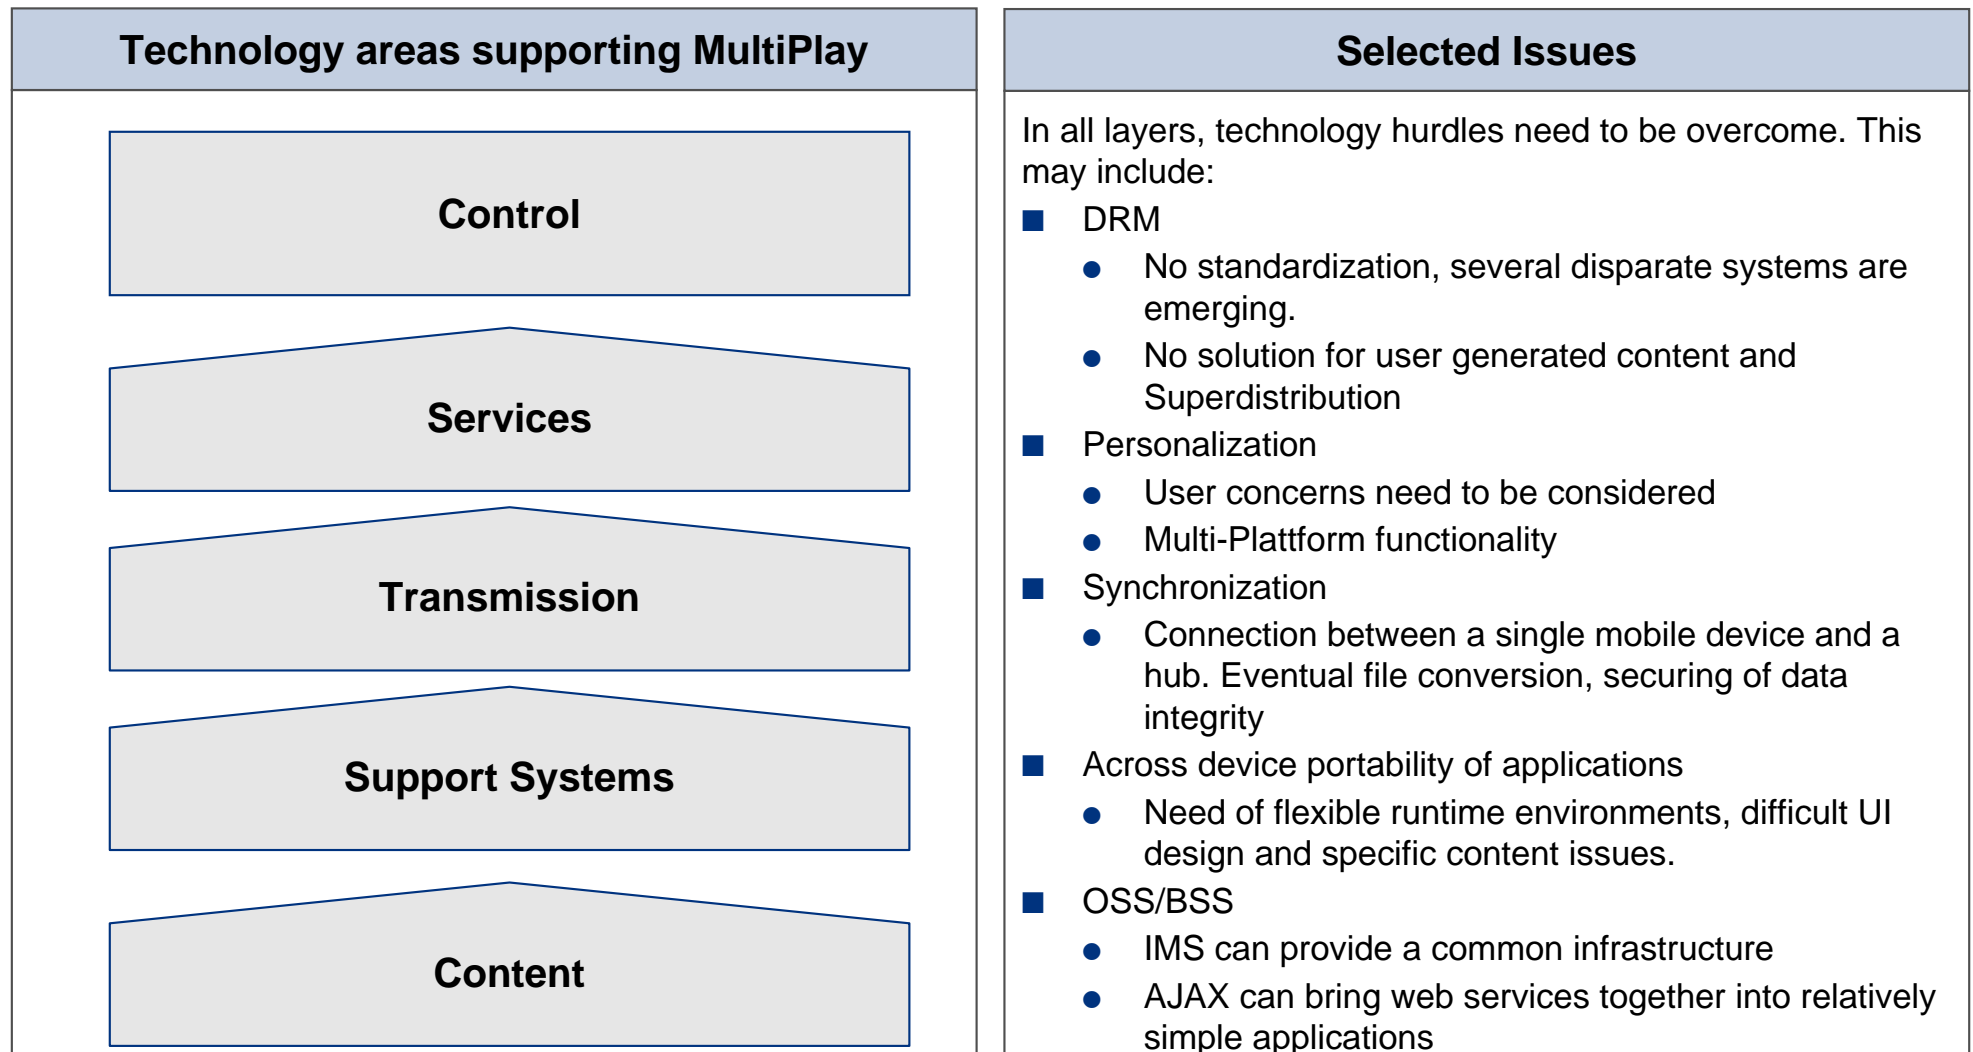 Technology areas supporting MultiPlay
Control
Services
Transmission
Support Systems
Content
Selected Issues
In all layers, technology hurdles need to be overcome. This
may include:
DRM
No standardization, several disparate systems are
emerging.
No solution for user generated content and
Superdistribution
Personalization
User concerns need to be considered
Multi-Plattform functionality
Synchronization
Connection between a single mobile device and a
hub. Eventual file conversion, securing of data
integrity
Across device portability of applications
Need of flexible runtime environments, difficult UI
design and specific content issues.
OSS/BSS
IMS can provide a common infrastructure
AJAX can bring web services together into relatively
simple applications